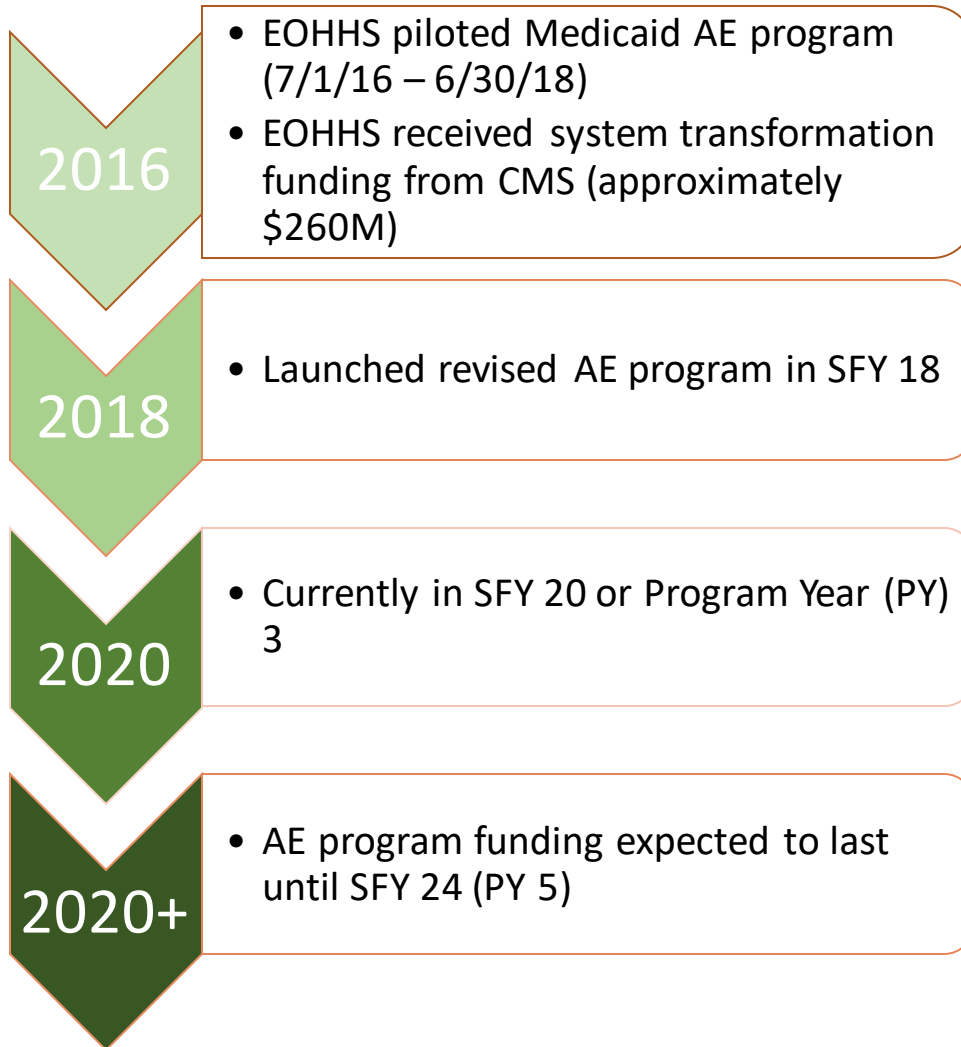 2016
• EOHHS piloted Medicaid AE program
(7/1/16 – 6/30/18)
• EOHHS received system transformation
funding from CMS (approximately
$260M)
2018
• Launched revised AE program in SFY 18
2020
• Currently in SFY 20 or Program Year (PY)
3
2020+
• AE program funding expected to last
until SFY 24 (PY 5)